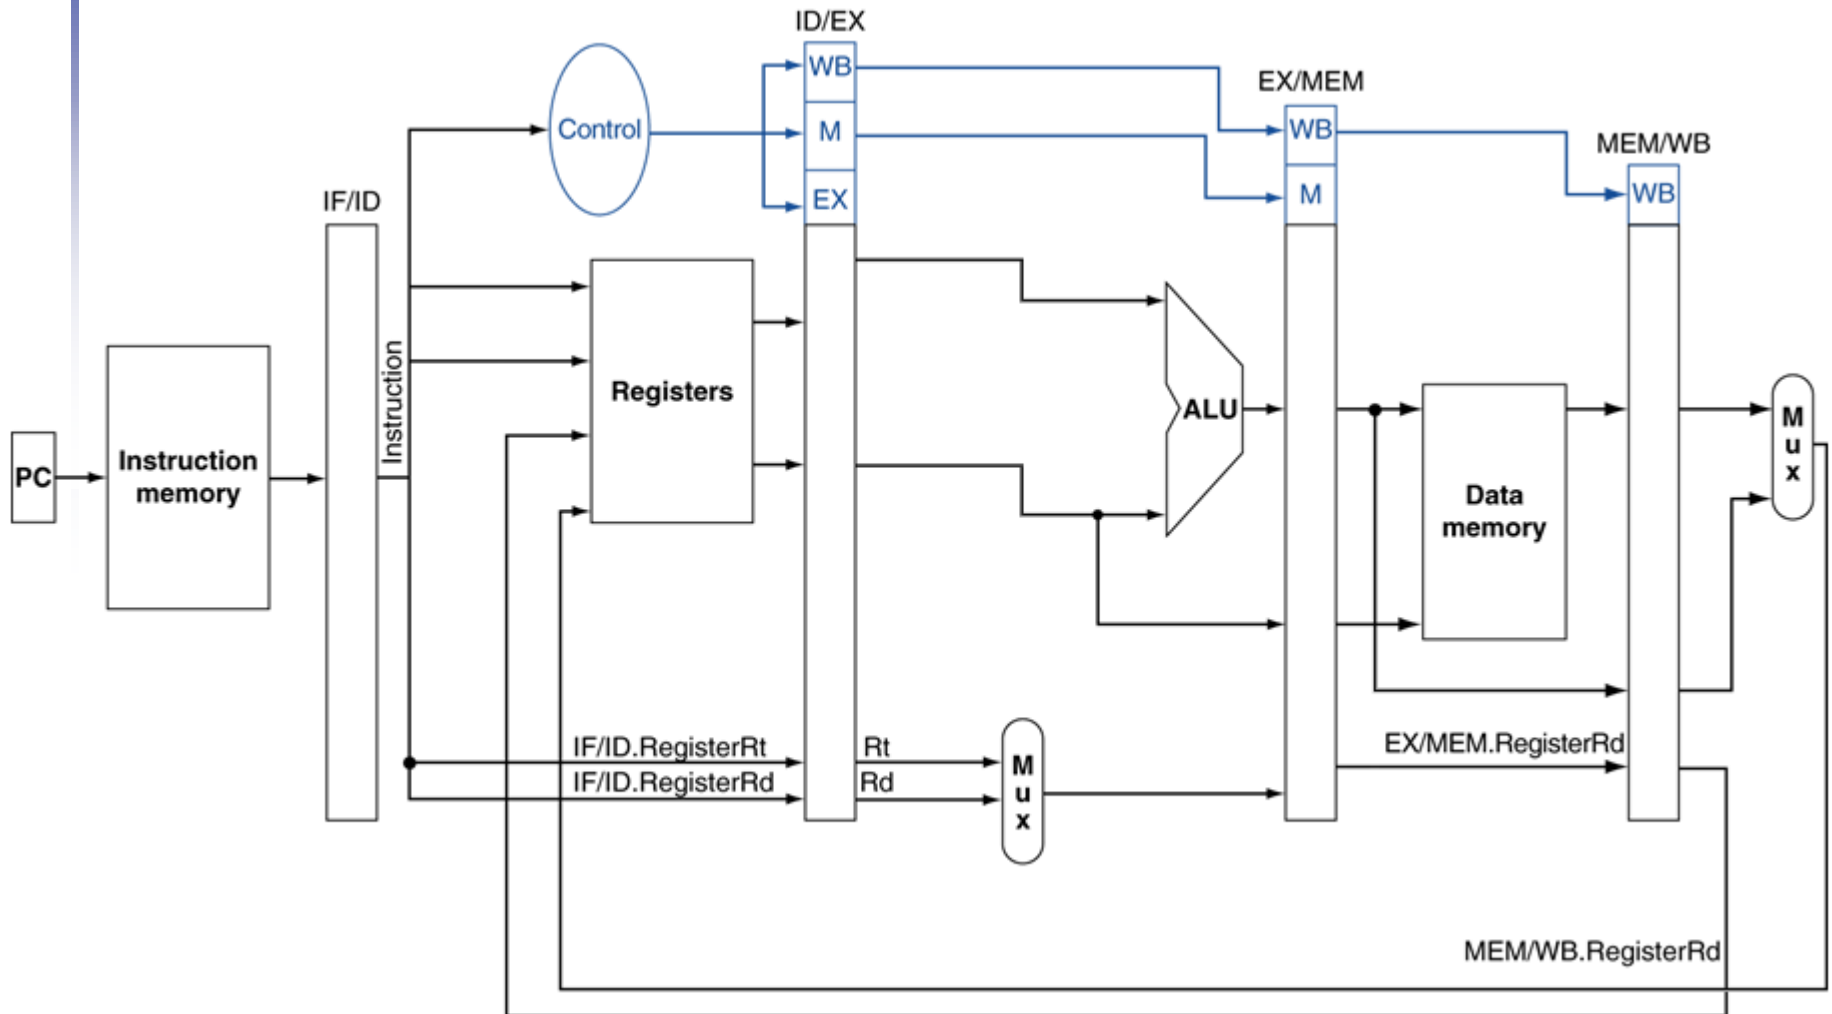 ID/EX
WB
EX/MEM
Control
M
WB
MEM/WB
IF/ID
EX
M
WB
Instruction
Registers
ALU
M
u
x
PC
Instruction
memory
Data
memory
IF/ID.RegisterRt
Rt
IF/ID.RegisterRd
Rd
M
u
x
EX/MEM.RegisterRd
MEM/WB.RegisterRd